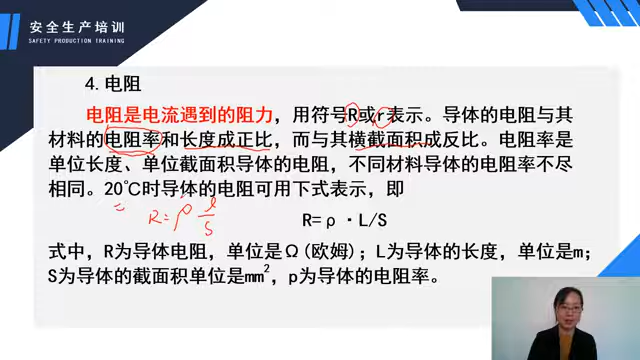 安全生产培训
SAFETY PRODUCTION TRAINING
4.电阻
电阻是电流遇到的阻力，用符号R或r表示。导体的电阻与其
材料的电阻率和长度成正比，而与其横截面积成反比。电阻率是
单位长度、单位截面积导体的电阻，不同材料导体的电阻率不尽
相同。20℃时导体的电阻可用下式表示，即
R=ρ l/S
R=ρ·L/S
式中，R为导体电阻，单位是Ω(欧姆)；L为导体的长度，单位是m；
S为导体的截面积单位是mm²，p为导体的电阻率。